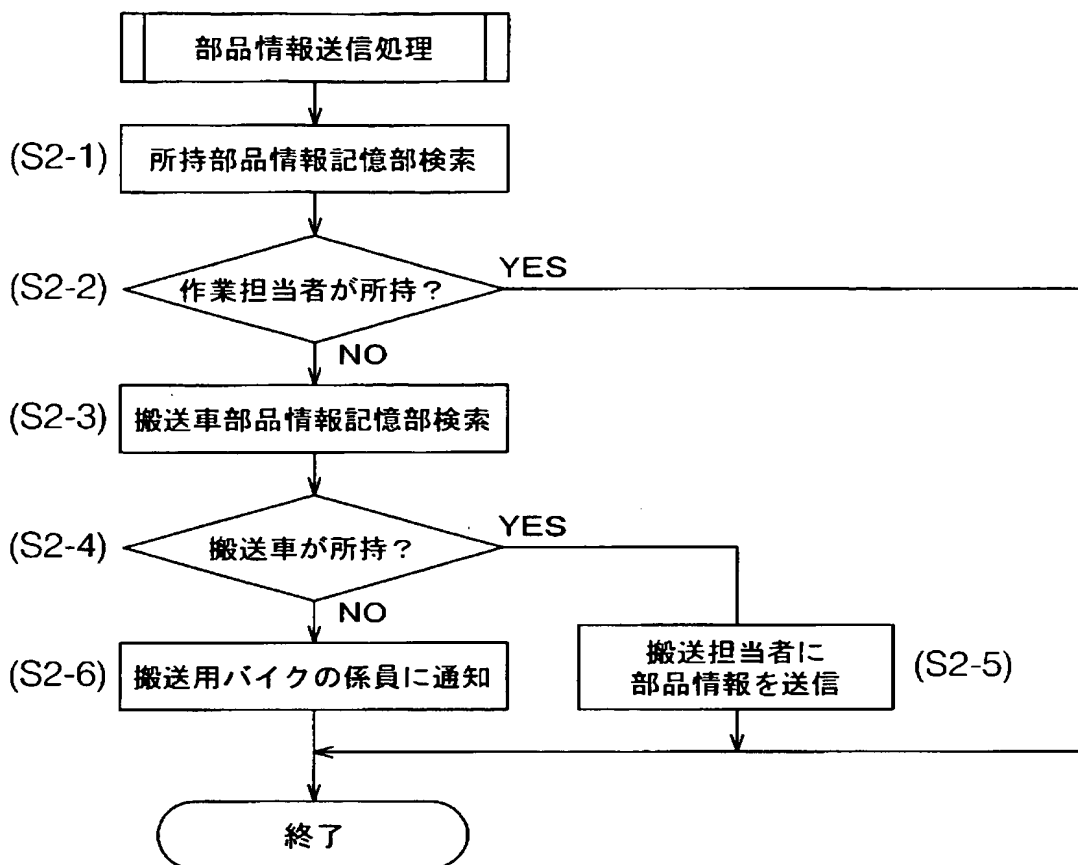 部品情報送信処理
(S2-1)
所持部品情報記憶部検索
(S2-2)
作業担当者が所持？
YES
NO
(S2-3)
搬送車部品情報記憶部検索
(S2-4)
搬送車が所持？
YES
NO
(S2-6)
搬送用バイクの係員に通知
搬送担当者に
部品情報を送信
(S2-5)
終了